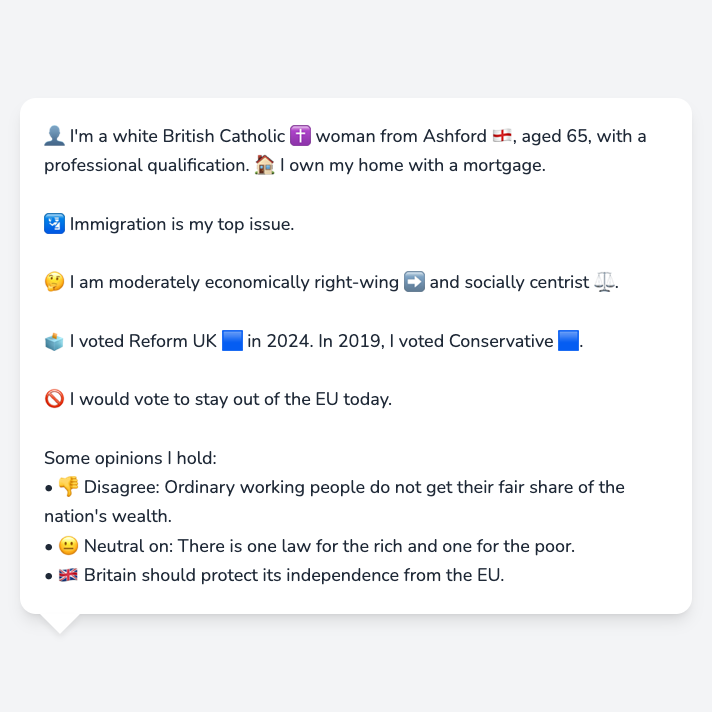 👤 I'm a white British Catholic ✝️ woman from Ashford 🏴󠁧󠁢󠁥󠁮󠁧󠁿, aged 65, with a
professional qualification. 🏠 I own my home with a mortgage.
🛂 Immigration is my top issue.
🤔 I am moderately economically right-wing ➡️ and socially centrist ⚖️.
🗳️ I voted Reform UK 🟦 in 2024. In 2019, I voted Conservative 🟦.
🚫 I would vote to stay out of the EU today.
Some opinions I hold:
• 👎 Disagree: Ordinary working people do not get their fair share of the
nation's wealth.
• 😐 Neutral on: There is one law for the rich and one for the poor.
• 🇬🇧 Britain should protect its independence from the EU.